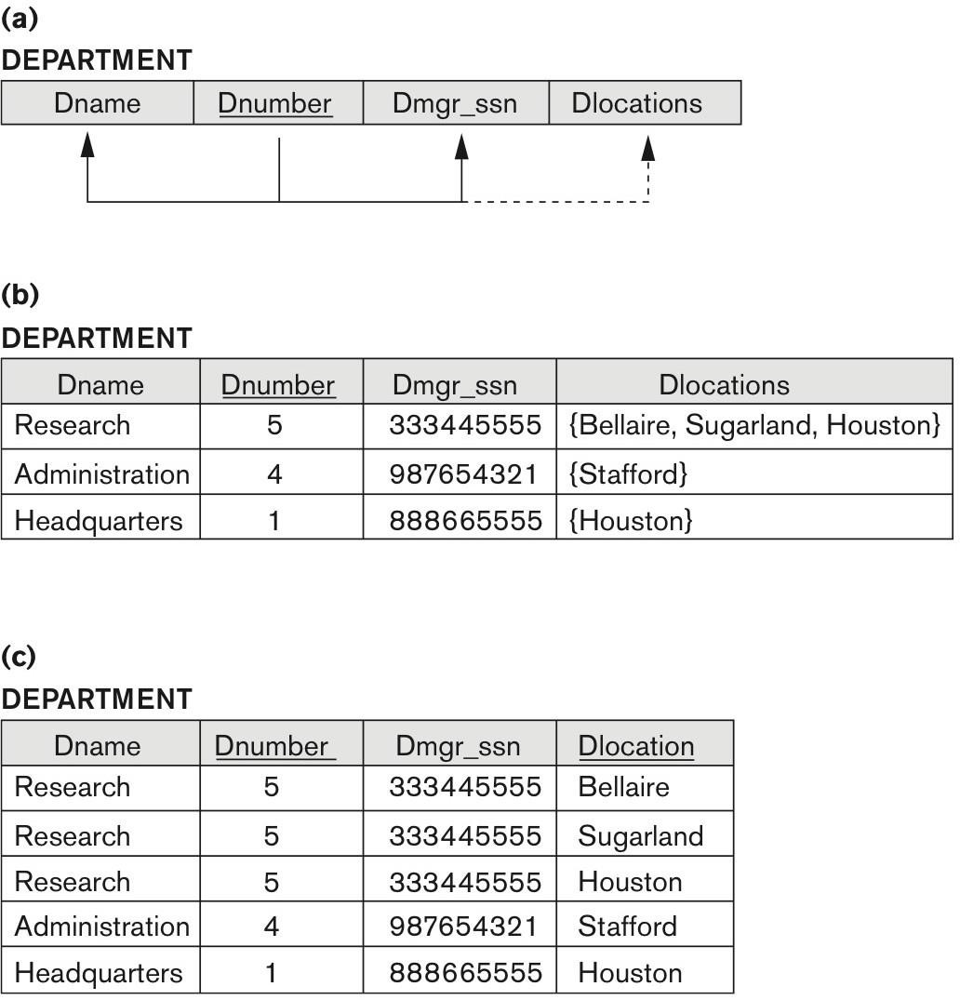 (a)
DEPARTMENT
Dname Dnumber Dmgr_ssn Dlocations
(b)
DEPARTMENT
Dname Dnumber Dmgr_ssn Dlocations
Research 5 333445555 {Bellaire, Sugarland, Houston}
Administration 4 987654321 {Stafford}
Headquarters 1 888665555 {Houston}
(c)
DEPARTMENT
Dname Dnumber Dmgr_ssn Dlocation
Research 5 333445555 Bellaire
Research 5 333445555 Sugarland
Research 5 333445555 Houston
Administration 4 987654321 Stafford
Headquarters 1 888665555 Houston